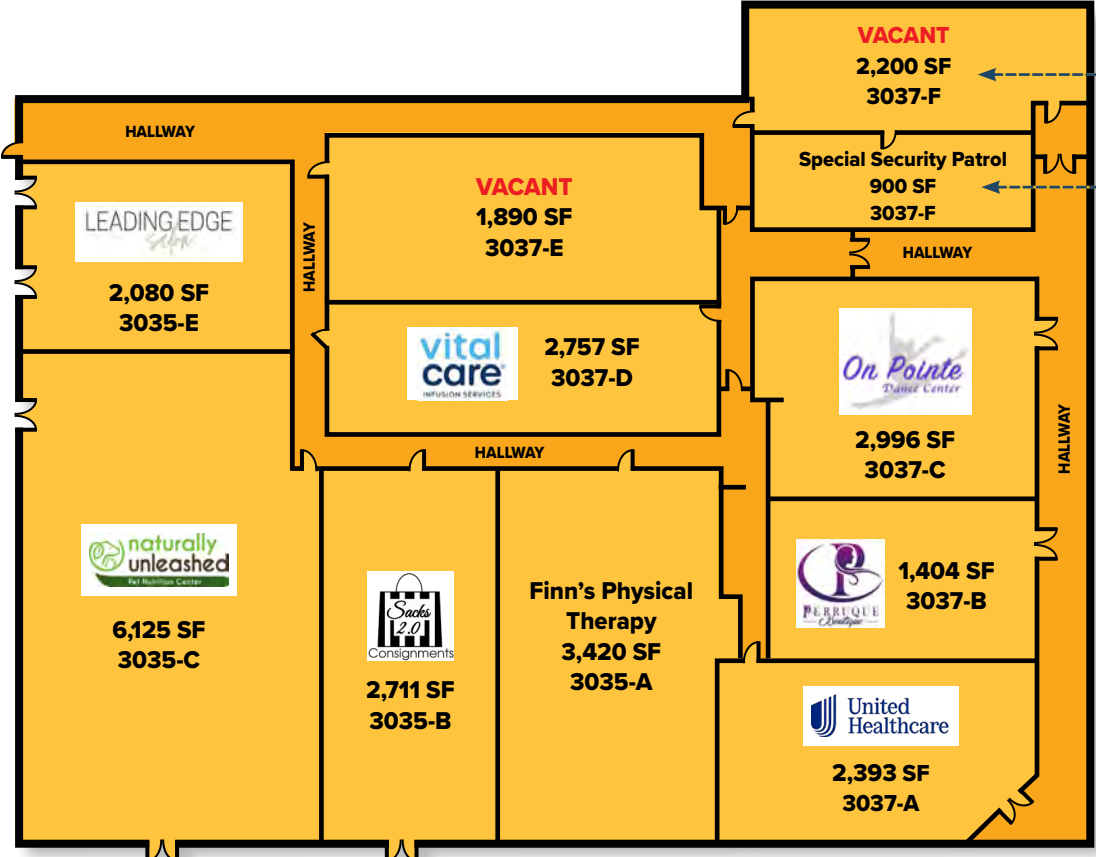 VACANT
2,200 SF
3037-F
HALLWAY
Special Security Patrol
900 SF
3037-F
VACANT
1,890 SF
3037-E
LEADING EDGE
Salon
2,080 SF
3035-E
HALLWAY
HALLWAY
vital
care
INFUSION SERVICES
2,757 SF
3037-D
On Pointe
Dance Center
2,996 SF
3037-C
HALLWAY
HALLWAY
naturally
unleashed
Pet Nutrition Center
6,125 SF
3035-C
Sacks
2.0
Consignments
2,711 SF
3035-B
Finn's Physical
Therapy
3,420 SF
3035-A
PERRUQUE
Boutique
1,404 SF
3037-B
United
Healthcare
2,393 SF
3037-A